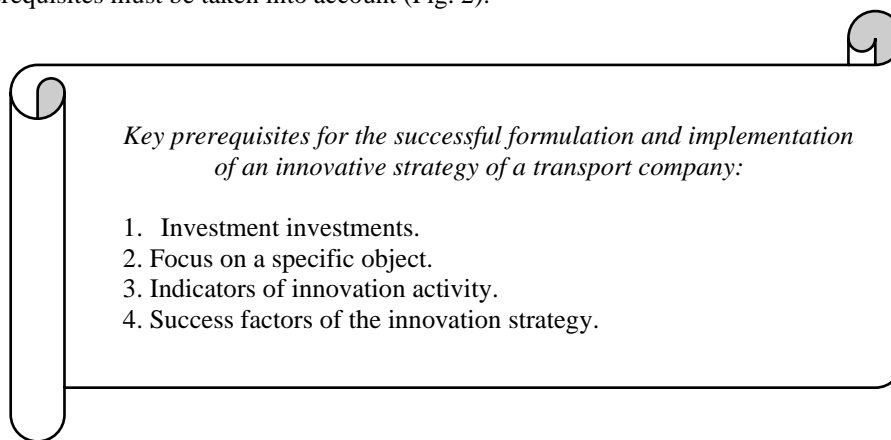 requisites must be taken into account (Fig. 2).
Key prerequisites for the successful formulation and implementation
of an innovative strategy of a transport company:
1. Investment investments.
2. Focus on a specific object.
3. Indicators of innovation activity.
4. Success factors of the innovation strategy.